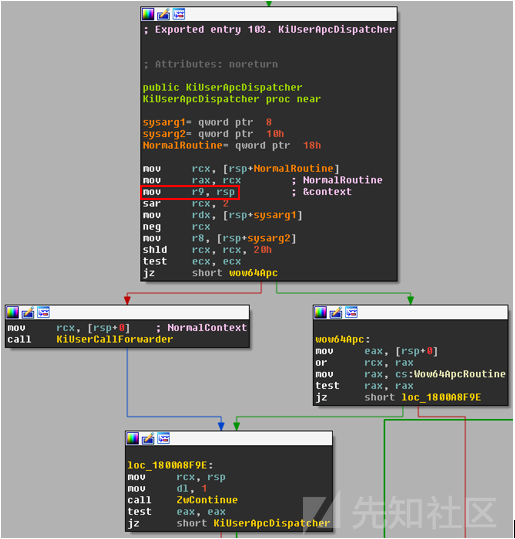 ; Exported entry 103. KiUserApcDispatcher
; Attributes: noreturn
public KiUserApcDispatcher
KiUserApcDispatcher proc near
sysarg1= qword ptr 8
sysarg2= qword ptr 10h
NormalRoutine= qword ptr 18h
mov rcx, [rsp+NormalRoutine]
mov rax, rcx ; NormalRoutine
mov r9, rsp ; &context
sar rcx, 2
mov rdx, [rsp+sysarg1]
neg rcx
mov r8, [rsp+sysarg2]
shld rcx, rcx, 20h
test ecx, ecx
jz short wow64Apc
mov rcx, [rsp+0] ; NormalContext
call KiUserCallForwarder
wow64Apc:
mov eax, [rsp+0]
or rcx, rax
mov rax, cs:Wow64ApcRoutine
test rax, rax
jz short loc_1800A8F9E
loc_1800A8F9E:
mov rcx, rsp
mov dl, 1
call ZwContinue
test eax, eax
jz short KiUserApcDispatcher
先知社区